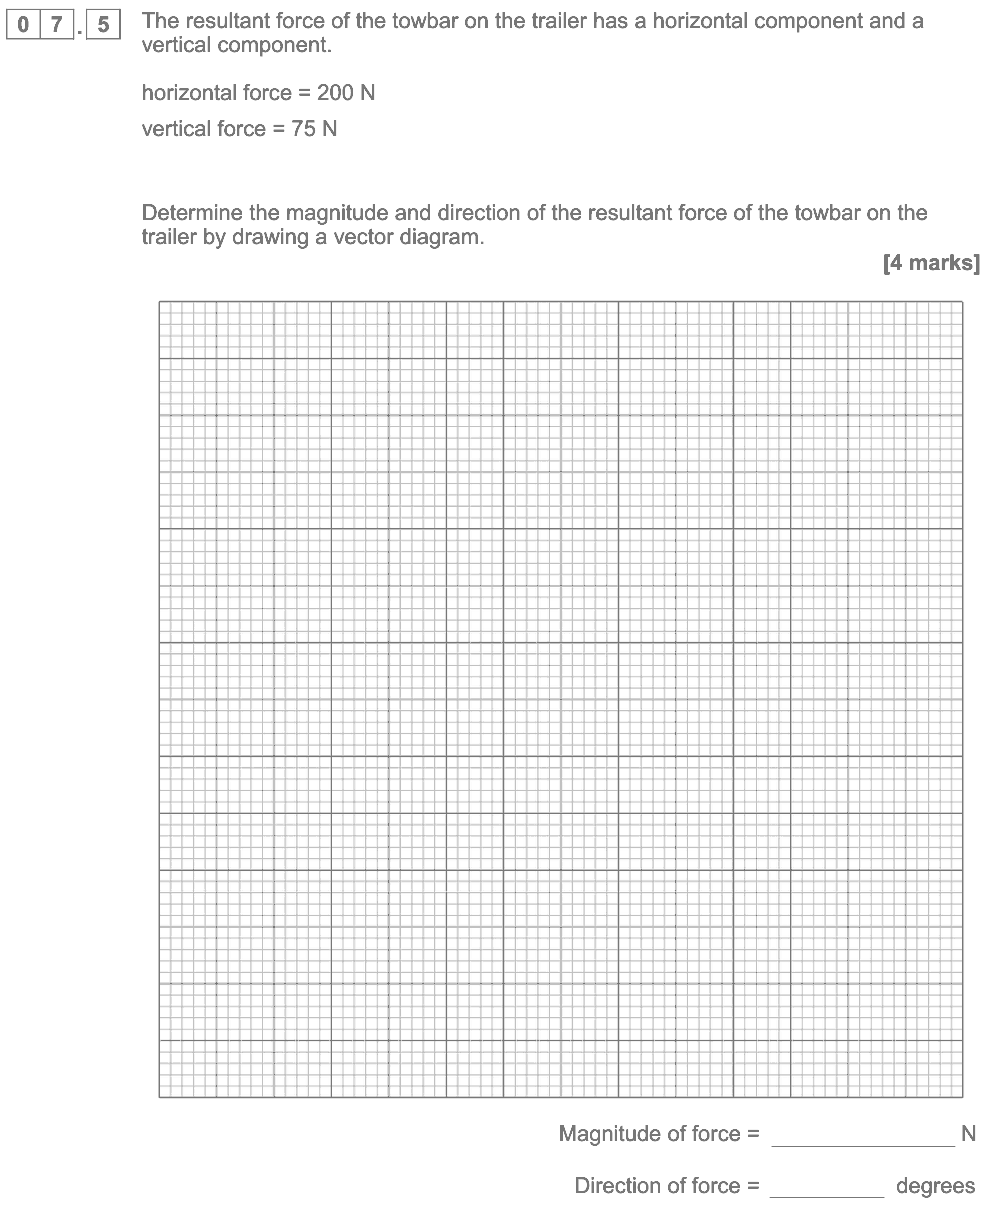 0 7 . 5 The resultant force of the towbar on the trailer has a horizontal component and a
vertical component.
horizontal force = 200 N
vertical force = 75 N
Determine the magnitude and direction of the resultant force of the towbar on the
trailer by drawing a vector diagram.
[4 marks]
Magnitude of force = ______________ N
Direction of force = _________ degrees